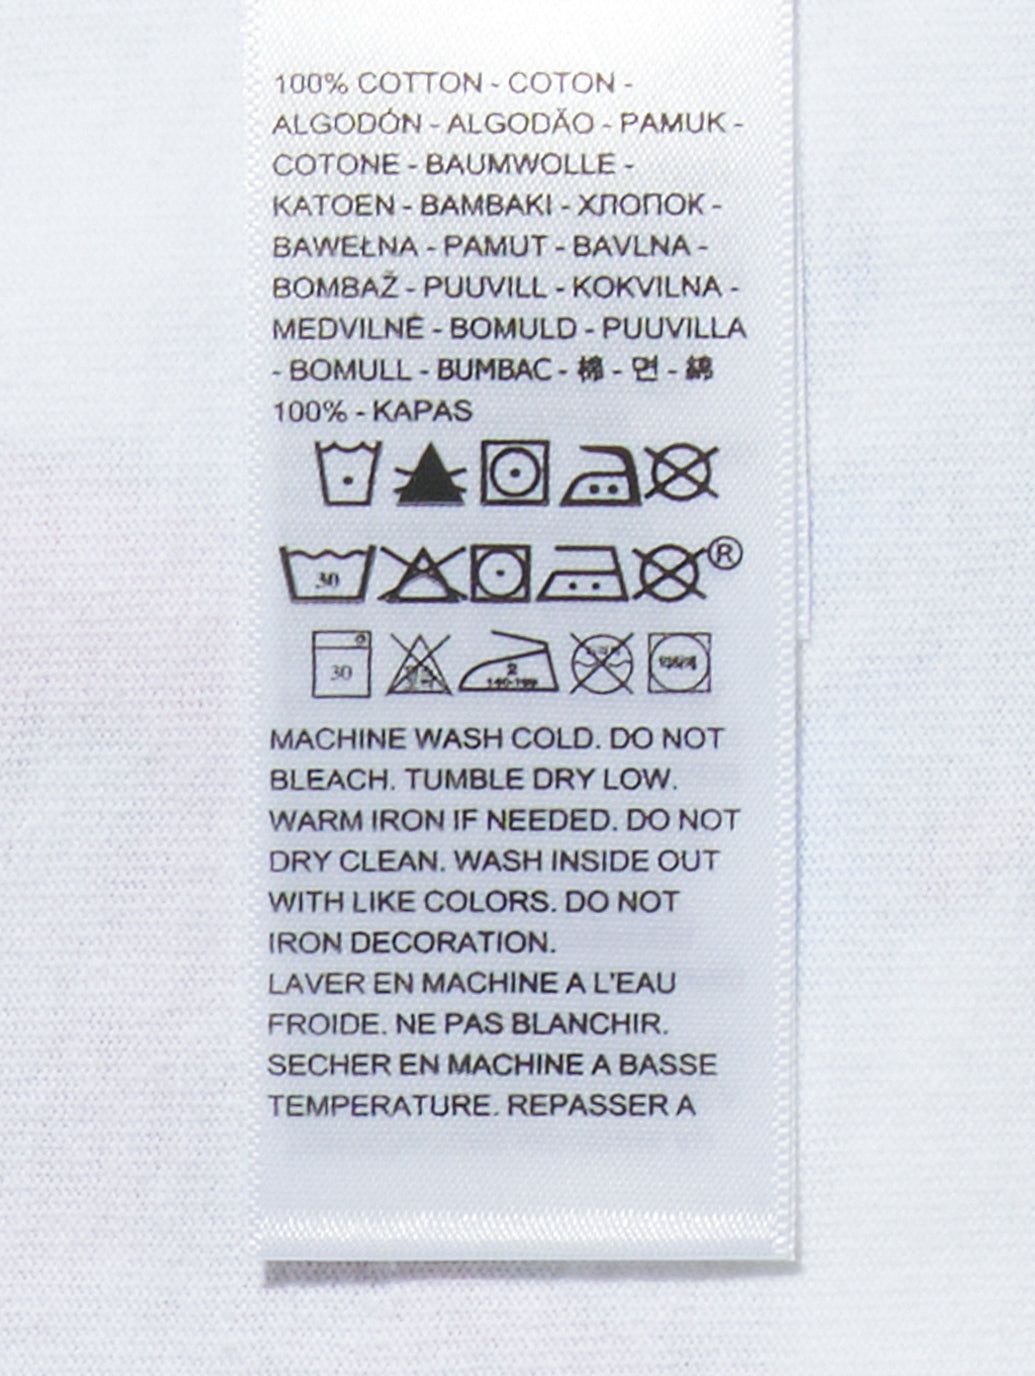 100% COTTON - COTON -
ALGODÓN - ALGODÃO - PAMUK -
COTONE - BAUMWOLLE -
KATOEN - BAMBAKI - ХЛОПОК -
BAWEŁNA - PAMUT - BAVLNA -
BOMBAŽ - PUUVILL - KOKVILNA -
MEDVILNĖ - BOMULD - PUUVILLA
- BOMULL - BUMBAC - 棉 - 면 - 綿
100% - KAPAS
30 ®
30 2
MACHINE WASH COLD. DO NOT
BLEACH. TUMBLE DRY LOW.
WARM IRON IF NEEDED. DO NOT
DRY CLEAN. WASH INSIDE OUT
WITH LIKE COLORS. DO NOT
IRON DECORATION.
LAVER EN MACHINE A L'EAU
FROIDE. NE PAS BLANCHIR.
SECHER EN MACHINE A BASSE
TEMPERATURE. REPASSER A